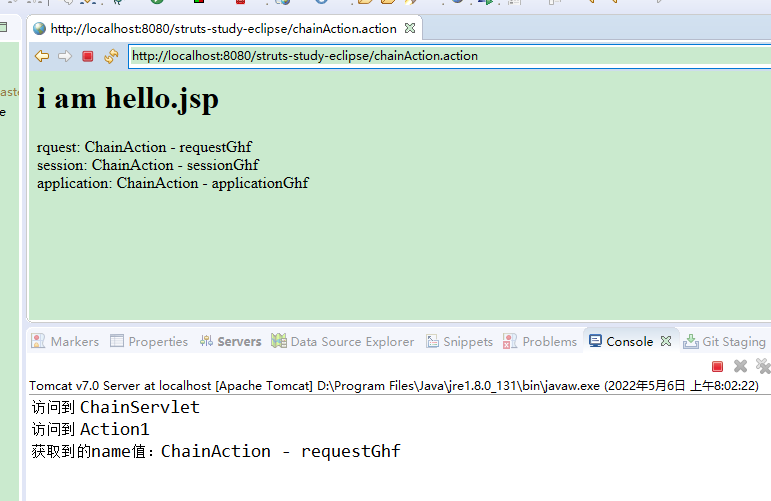 http://localhost:8080/struts-study-eclipse/chainAction.action
http://localhost:8080/struts-study-eclipse/chainAction.action
i am hello.jsp
rquest: ChainAction - requestGhf
session: ChainAction - sessionGhf
application: ChainAction - applicationGhf
Markers Properties Servers Data Source Explorer Snippets Problems Console Git Staging
Tomcat v7.0 Server at localhost [Apache Tomcat] D:\Program Files\Java\jre1.8.0_131\bin\javaw.exe (2022年5月6日 上午8:02:22)
访问到 ChainServlet
访问到 Action1
获取到的name值：ChainAction - requestGhf